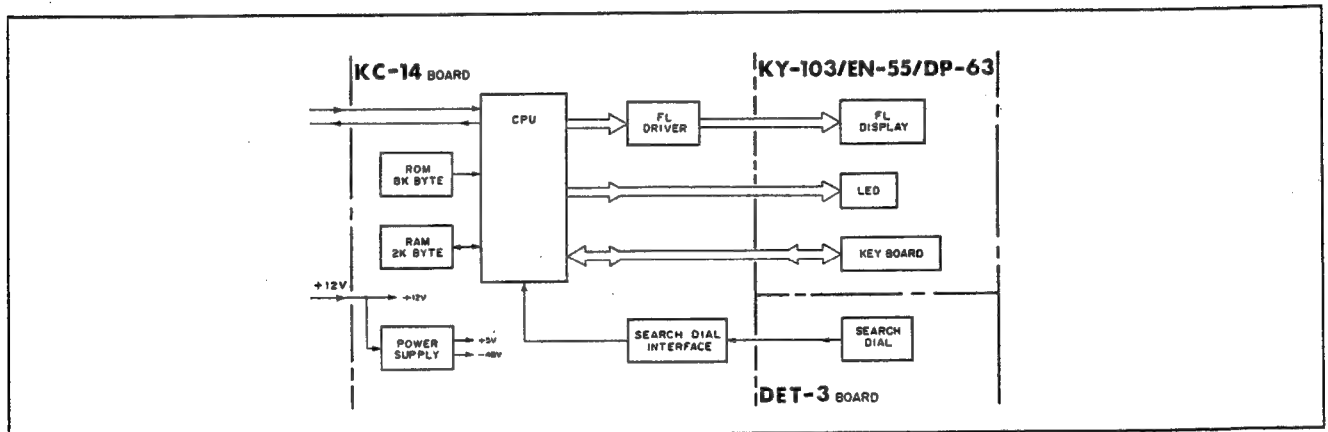 KC-14 BOARD
KY-103/EN-55/DP-63
CPU
FL
DRIVER
FL
DISPLAY
ROM
8K BYTE
LED
RAM
2K BYTE
KEY BOARD
+12V
+12V
POWER
SUPPLY
+5V
-48V
SEARCH DIAL
INTERFACE
SEARCH
DIAL
DET-3 BOARD